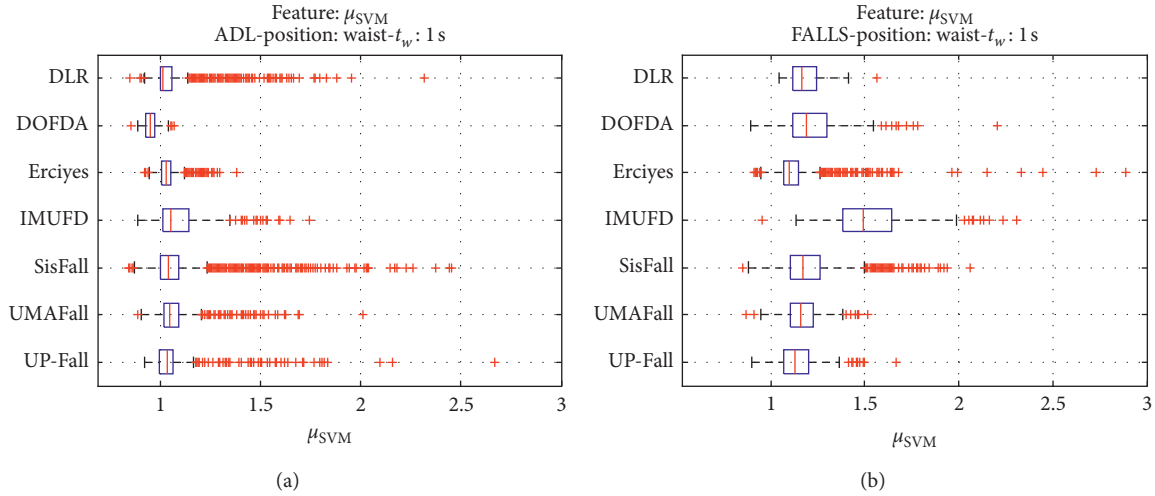 Feature: μSVM
ADL-position: waist-tw: 1 s
DLR
DOFDA
Erciyes
IMUFD
SisFall
UMAFall
UP-Fall
1 1.5 2 2.5 3
μSVM
(a)
Feature: μSVM
FALLS-position: waist-tw: 1 s
DLR
DOFDA
Erciyes
IMUFD
SisFall
UMAFall
UP-Fall
1 1.5 2 2.5 3
μSVM
(b)